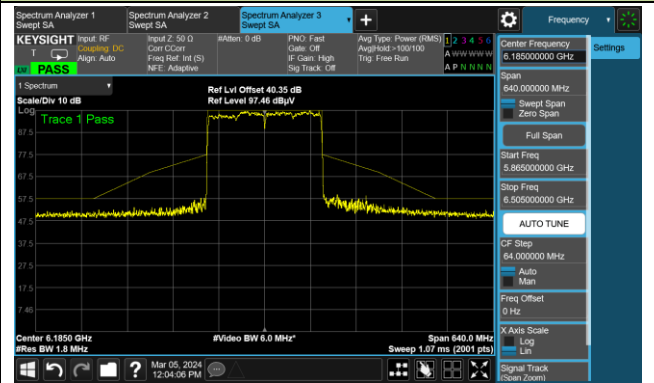 Spectrum Analyzer 1
Swept SA
Spectrum Analyzer 2
Swept SA
Spectrum Analyzer 3
Swept SA
Frequency
KEYSIGHT
T
LNI PASS
Input: RF
Coupling: DC
Align: Auto
Input Z: 50 Ω
Corr CCorr
Freq Ref: Int (S)
NFE: Adaptive
#Atten: 0 dB
PNO: Fast
Gate: Off
IF Gain: High
Sig Track: Off
Avg Type: Power (RMS)
Avg|Hold >100/100
Trig: Free Run
1 2 3 4 5 6
A W W W W W
A P N N N N
1 Spectrum
Scale/Div 10 dB
Log
Ref Lvl Offset 40.35 dB
Ref Level 97.46 dBµV
Trace 1 Pass
87.5
77.5
67.5
57.5
47.5
37.5
27.5
17.5
7.46
Center 6.1850 GHz
#Res BW 1.8 MHz
#Video BW 6.0 MHz*
Span 640.0 MHz
Sweep 1.07 ms (2001 pts)
Mar 05, 2024
12:04:06 PM
Center Frequency
6.185000000 GHz
Settings
Span
640.000000 MHz
Swept Span
Zero Span
Full Span
Start Freq
5.865000000 GHz
Stop Freq
6.505000000 GHz
AUTO TUNE
CF Step
64.000000 MHz
Auto
Man
Freq Offset
0 Hz
X Axis Scale
Log
Lin
Signal Track
(Span Zoom)